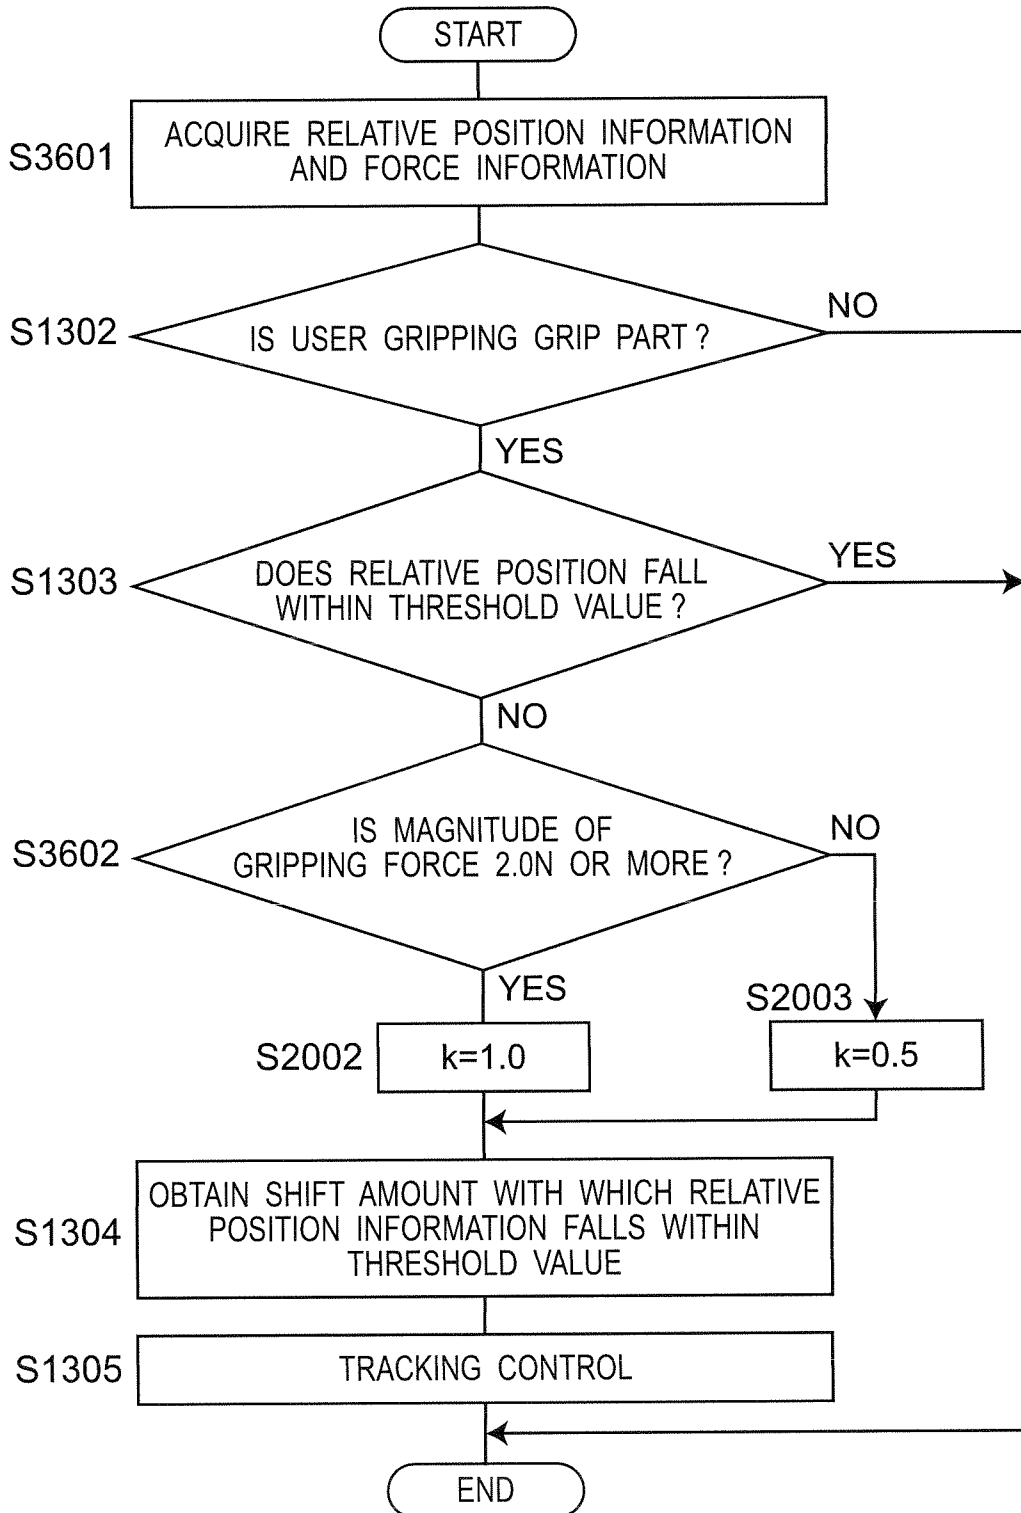 START
S3601
ACQUIRE RELATIVE POSITION INFORMATION
AND FORCE INFORMATION
S1302
IS USER GRIPPING GRIP PART ?
NO
YES
S1303
DOES RELATIVE POSITION FALL
WITHIN THRESHOLD VALUE ?
YES
NO
S3602
IS MAGNITUDE OF
GRIPPING FORCE 2.0N OR MORE ?
NO
YES
S2003
S2002
k=1.0
k=0.5
S1304
OBTAIN SHIFT AMOUNT WITH WHICH RELATIVE
POSITION INFORMATION FALLS WITHIN
THRESHOLD VALUE
S1305
TRACKING CONTROL
END